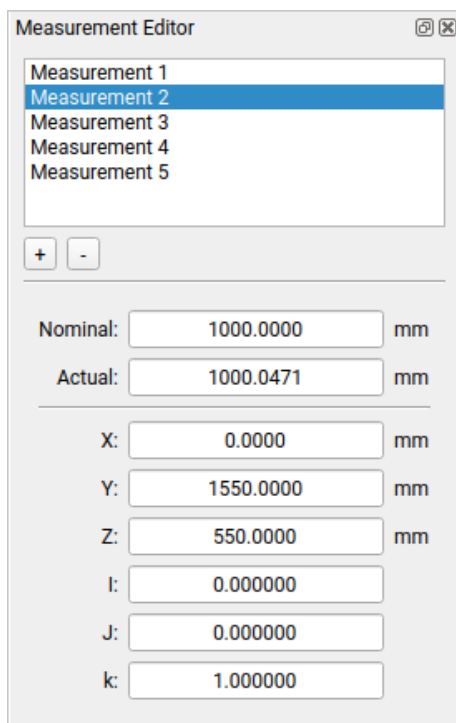 Measurement Editor
Measurement 1
Measurement 2
Measurement 3
Measurement 4
Measurement 5
+ -
Nominal: 1000.0000 mm
Actual: 1000.0471 mm
X: 0.0000 mm
Y: 1550.0000 mm
Z: 550.0000 mm
I: 0.000000
J: 0.000000
k: 1.000000